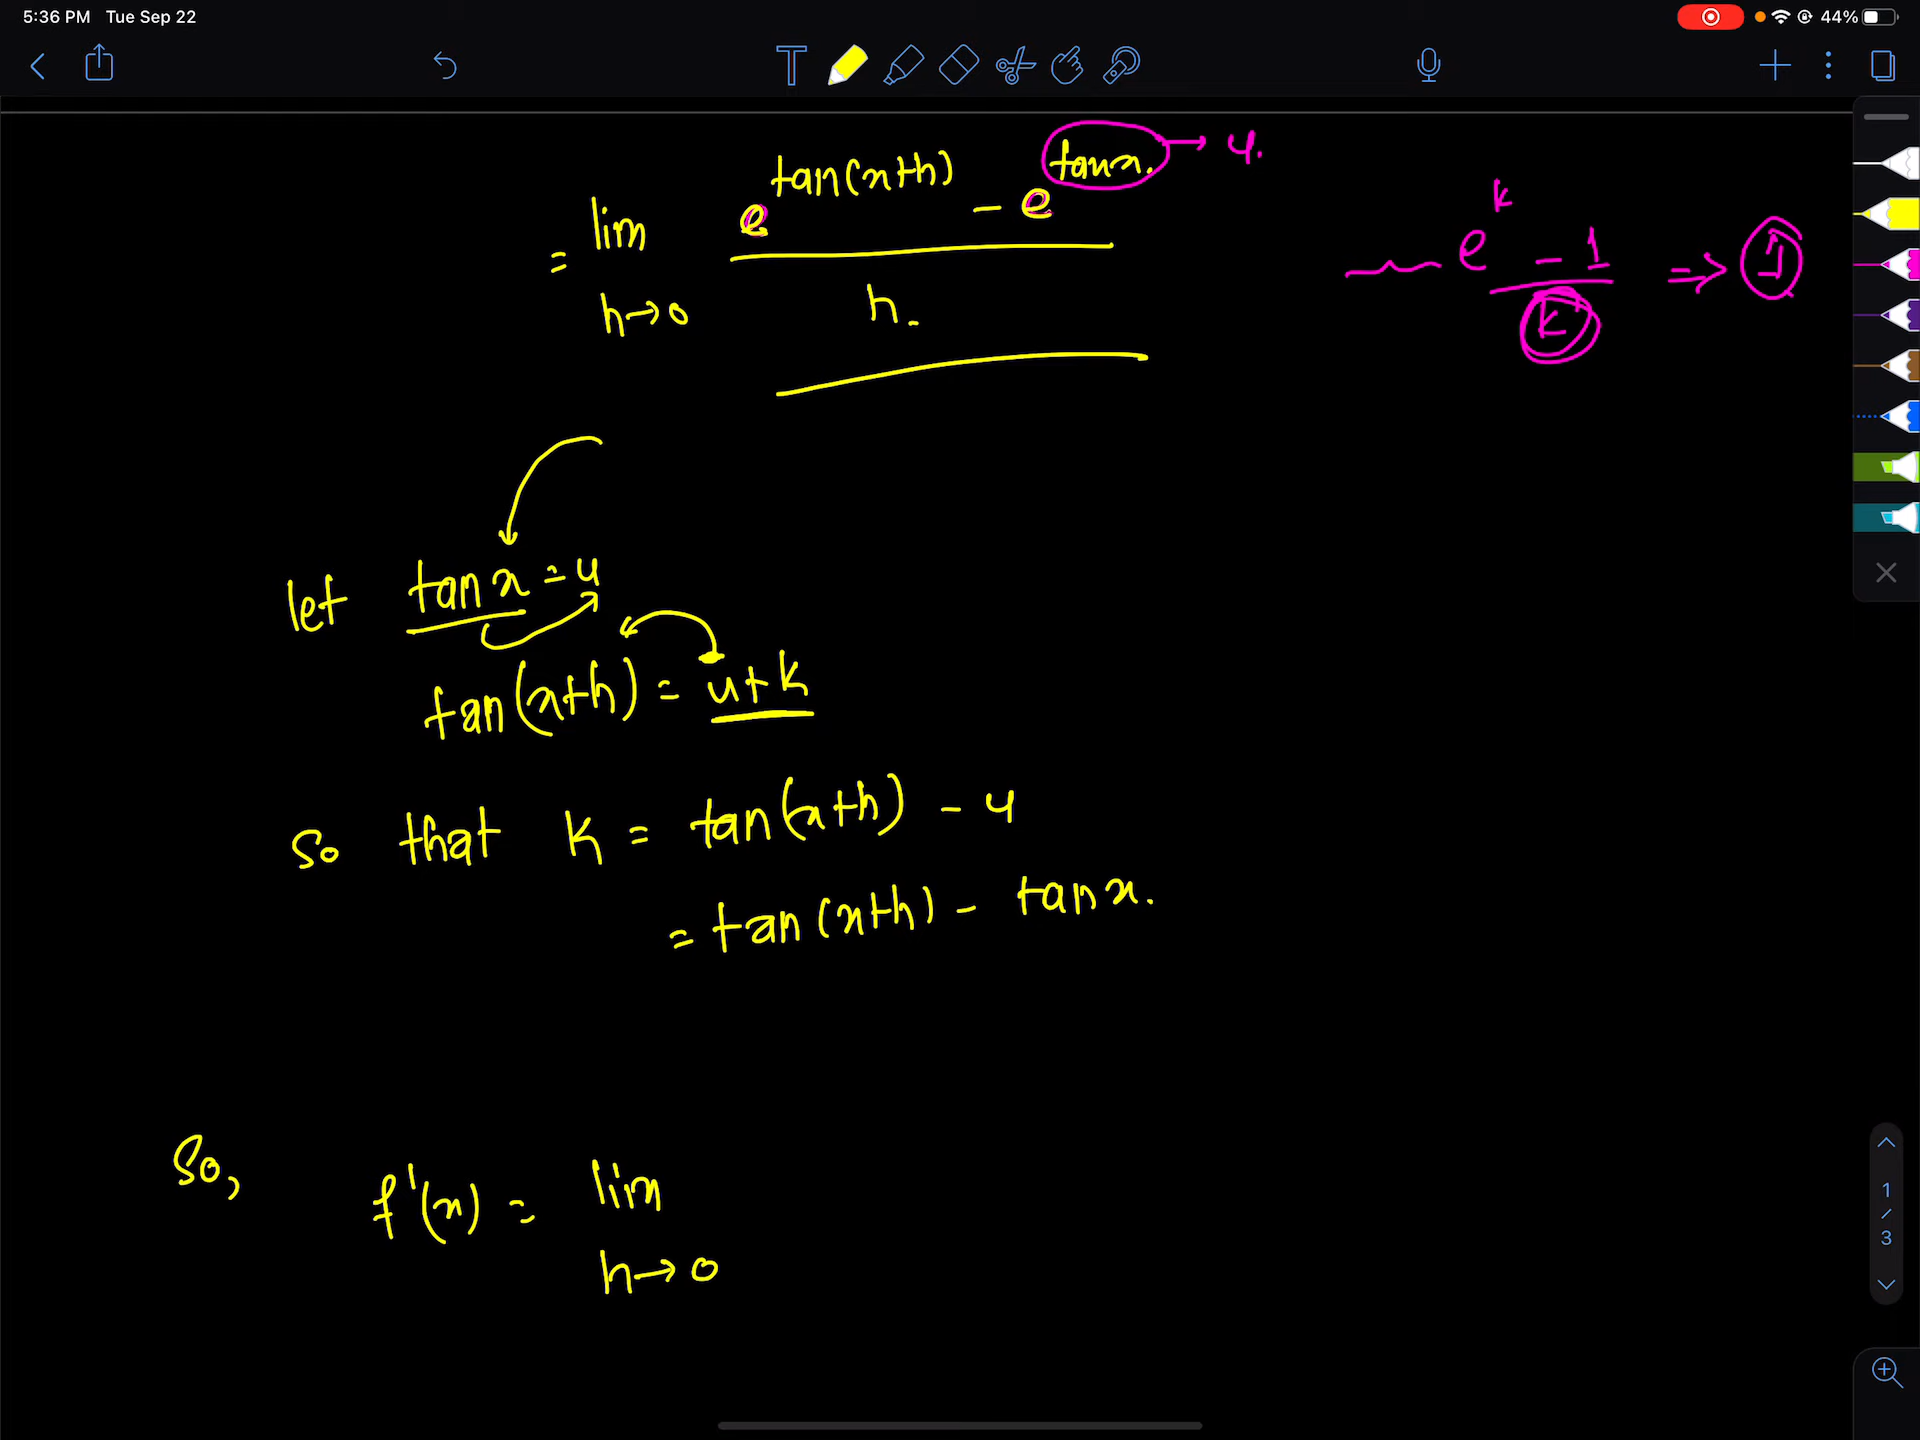 5:36 PM Tue Sep 22
44%
= lim h→0 e^tan(x+h) - e^tanx. / h.
→ u.
e^k - 1 / k ⇒ 1
let tan x = u
tan(x+h) = u+k
So that k = tan(x+h) - u
= tan(x+h) - tan x.
So, f'(x) = lim h→0
1 / 3